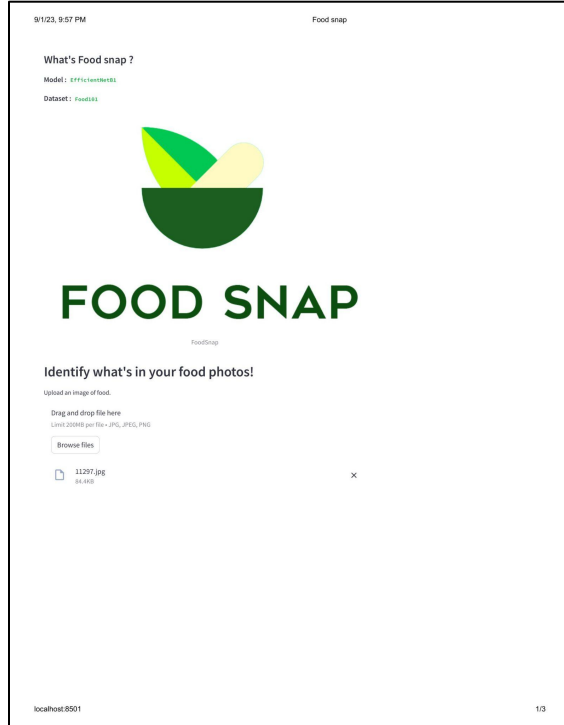 9/1/23, 9:57 PM Food snap
What's Food snap ?
Model : EfficientNetB1
Dataset : Food101
FOOD SNAP
FoodSnap
Identify what's in your food photos!
Upload an image of food.
Drag and drop file here
Limit 200MB per file • JPG, JPEG, PNG
Browse files
11297.jpg
84.4KB
localhost:8501 1/3